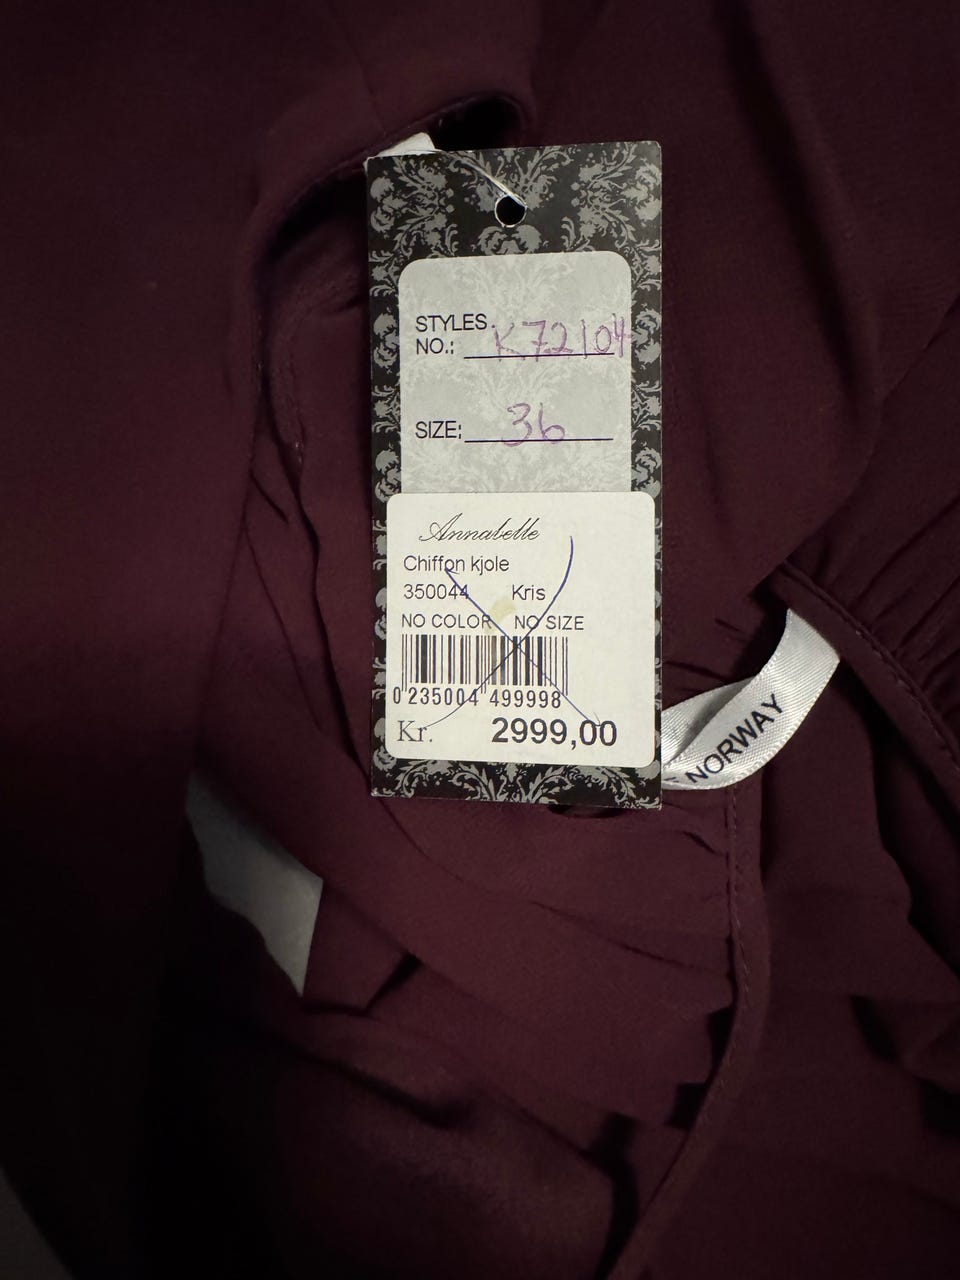 STYLES.
NO.: K72104
SIZE: 36
Annabelle
Chiffon kjole
350044 Kris
NO COLOR NO SIZE
0 235004 499998
Kr. 2999,00
NORWAY